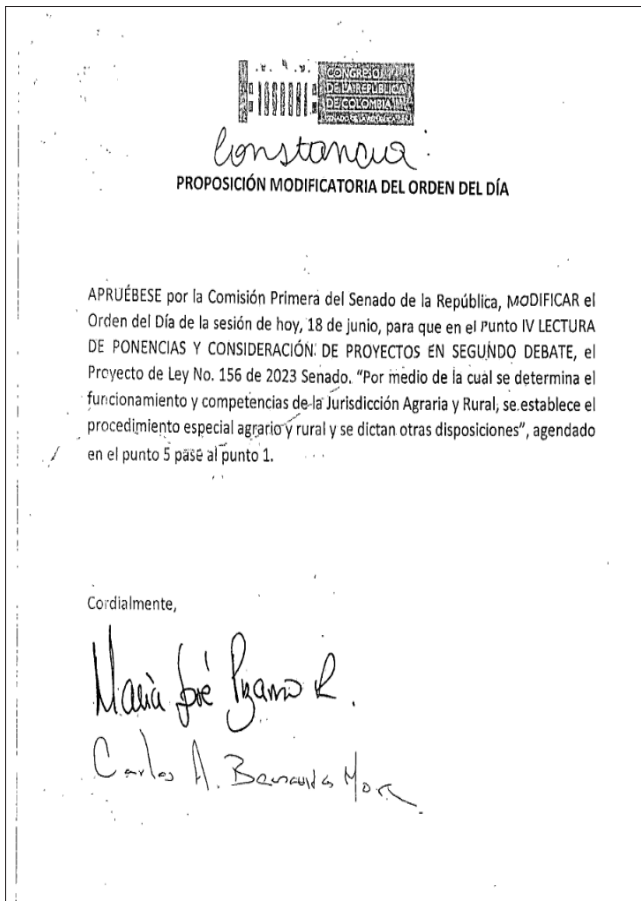 CONGRESO
DE LA REPÚBLICA
DE COLOMBIA
Constancia
PROPOSICIÓN MODIFICATORIA DEL ORDEN DEL DÍA
APRUÉBESE por la Comisión Primera del Senado de la República, MODIFICAR el
Orden del Día de la sesión de hoy, 18 de junio, para que en el Punto IV LECTURA
DE PONENCIAS Y CONSIDERACIÓN DE PROYECTOS EN SEGUNDO DEBATE, el
Proyecto de Ley No. 156 de 2023 Senado. “Por medio de la cual se determina el
funcionamiento y competencias de la Jurisdicción Agraria y Rural, se establece el
procedimiento especial agrario y rural y se dictan otras disposiciones”, agendado
en el punto 5 pase al punto 1.
Cordialmente,
María José Pizarro R.
Carlos A. Benavides Mora